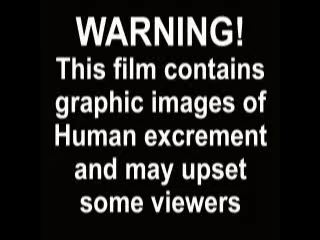 WARNING!
This film contains
graphic images of
Human excrement
and may upset
some viewers